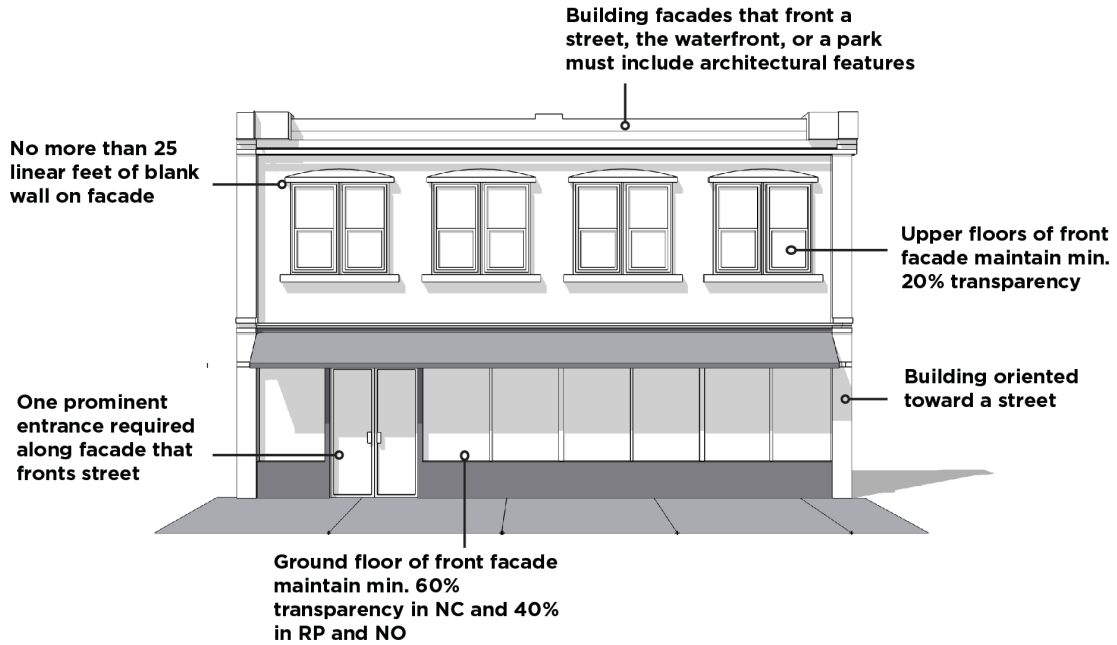 Building facades that front a
street, the waterfront, or a park
must include architectural features
No more than 25
linear feet of blank
wall on facade
Upper floors of front
facade maintain min.
20% transparency
Building oriented
toward a street
One prominent
entrance required
along facade that
fronts street
Ground floor of front facade
maintain min. 60%
transparency in NC and 40%
in RP and NO